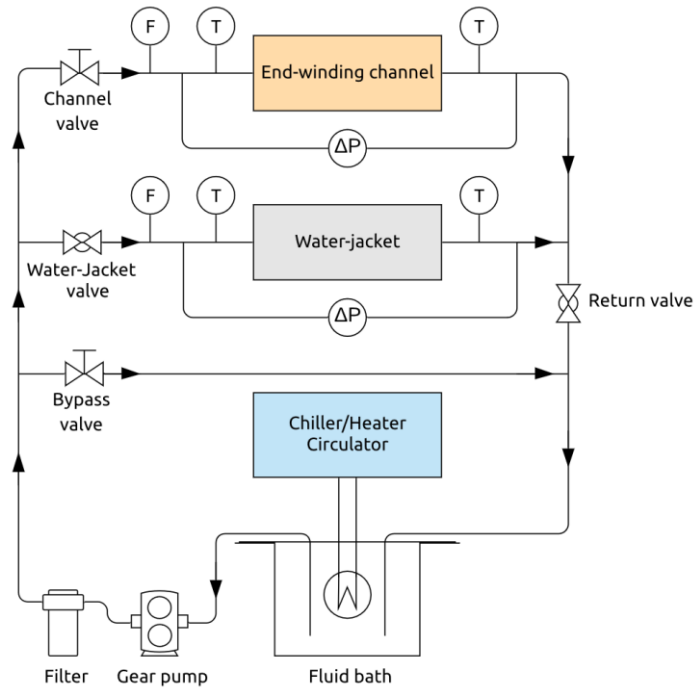 F
T
T
End-winding channel
Channel
valve
ΔP
F
T
T
Water-jacket
Water-Jacket
valve
Return valve
ΔP
Bypass
valve
Chiller/Heater
Circulator
Filter
Gear pump
Fluid bath